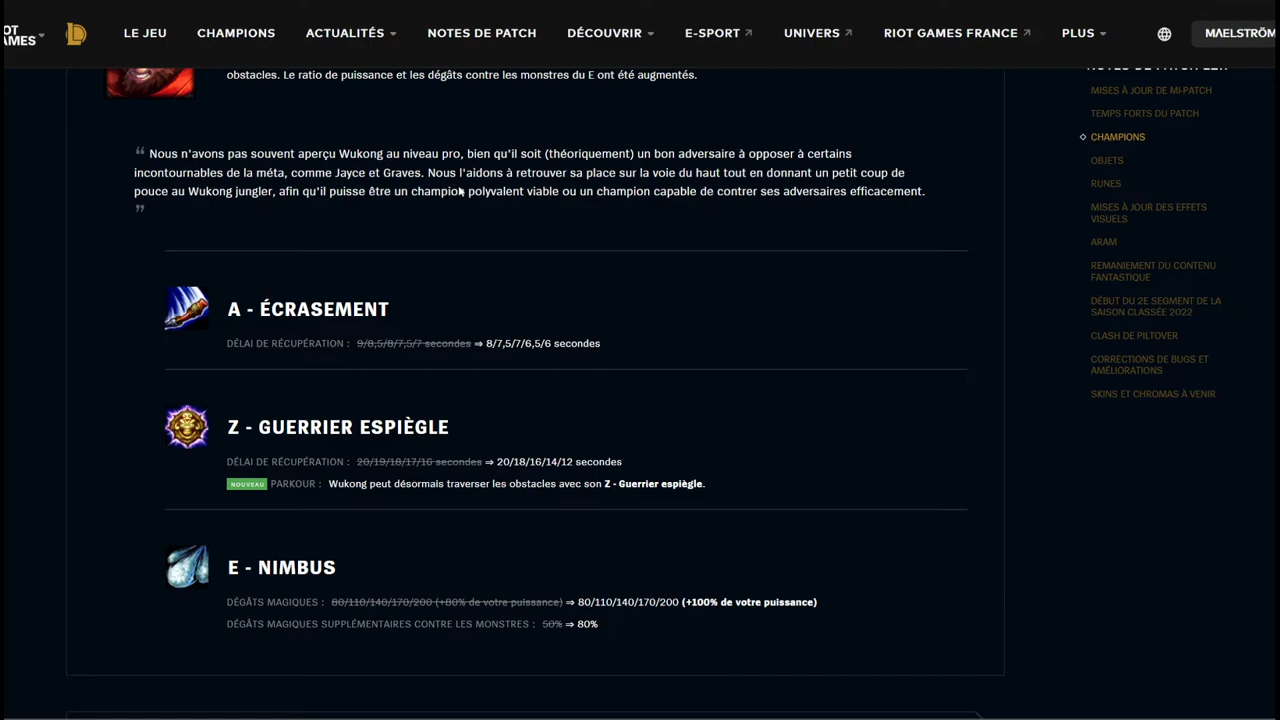 OT
AMES
LE JEU CHAMPIONS ACTUALITÉS NOTES DE PATCH DÉCOUVRIR E-SPORT UNIVERS RIOT GAMES FRANCE PLUS MΛELSTRÖM
obstacles. Le ratio de puissance et les dégâts contre les monstres du E ont été augmentés.
“ Nous n'avons pas souvent aperçu Wukong au niveau pro, bien qu'il soit (théoriquement) un bon adversaire à opposer à certains
incontournables de la méta, comme Jayce et Graves. Nous l'aidons à retrouver sa place sur la voie du haut tout en donnant un petit coup de
pouce au Wukong jungler, afin qu'il puisse être un champion polyvalent viable ou un champion capable de contrer ses adversaires efficacement.
”
A - ÉCRASEMENT
DÉLAI DE RÉCUPÉRATION : 9/8,5/8/7,5/7 secondes ⇒ 8/7,5/7/6,5/6 secondes
Z - GUERRIER ESPIÈGLE
DÉLAI DE RÉCUPÉRATION : 20/19/18/17/16 secondes ⇒ 20/18/16/14/12 secondes
NOUVEAU PARKOUR : Wukong peut désormais traverser les obstacles avec son Z - Guerrier espiègle.
E - NIMBUS
DÉGÂTS MAGIQUES : 80/110/140/170/200 (+80% de votre puissance) ⇒ 80/110/140/170/200 (+100% de votre puissance)
DÉGÂTS MAGIQUES SUPPLÉMENTAIRES CONTRE LES MONSTRES : 50% ⇒ 80%
MISES À JOUR DE MI-PATCH
TEMPS FORTS DU PATCH
CHAMPIONS
OBJETS
RUNES
MISES À JOUR DES EFFETS
VISUELS
ARAM
REMANIEMENT DU CONTENU
FANTASTIQUE
DÉBUT DU 2E SEGMENT DE LA
SAISON CLASSÉE 2022
CLASH DE PILTOVER
CORRECTIONS DE BUGS ET
AMÉLIORATIONS
SKINS ET CHROMAS À VENIR